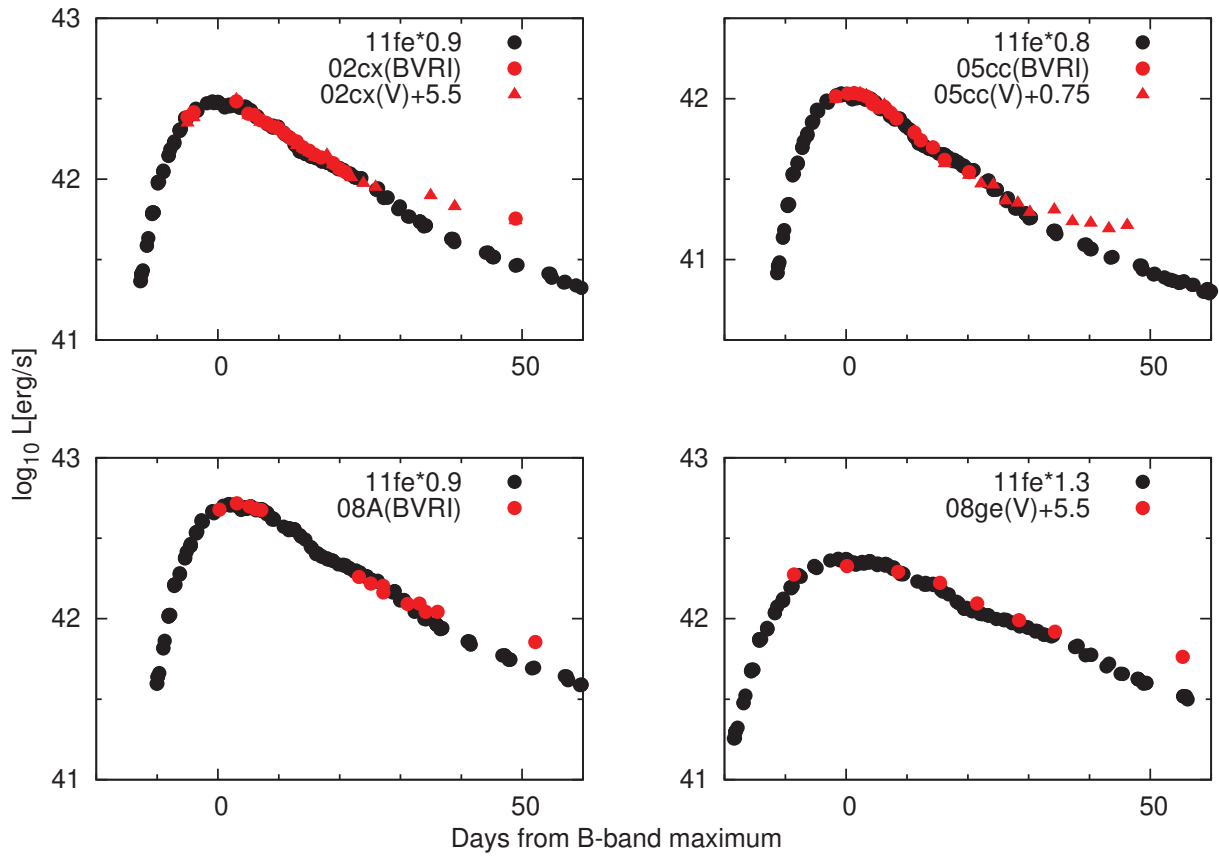 43
42
41
0
50
11fe*0.9
02cx(BVRI)
02cx(V)+5.5
42
41
0
50
11fe*0.8
05cc(BVRI)
05cc(V)+0.75
log10 L[erg/s]
43
42
41
0
50
11fe*0.9
08A(BVRI)
43
42
41
0
50
11fe*1.3
08ge(V)+5.5
Days from B-band maximum